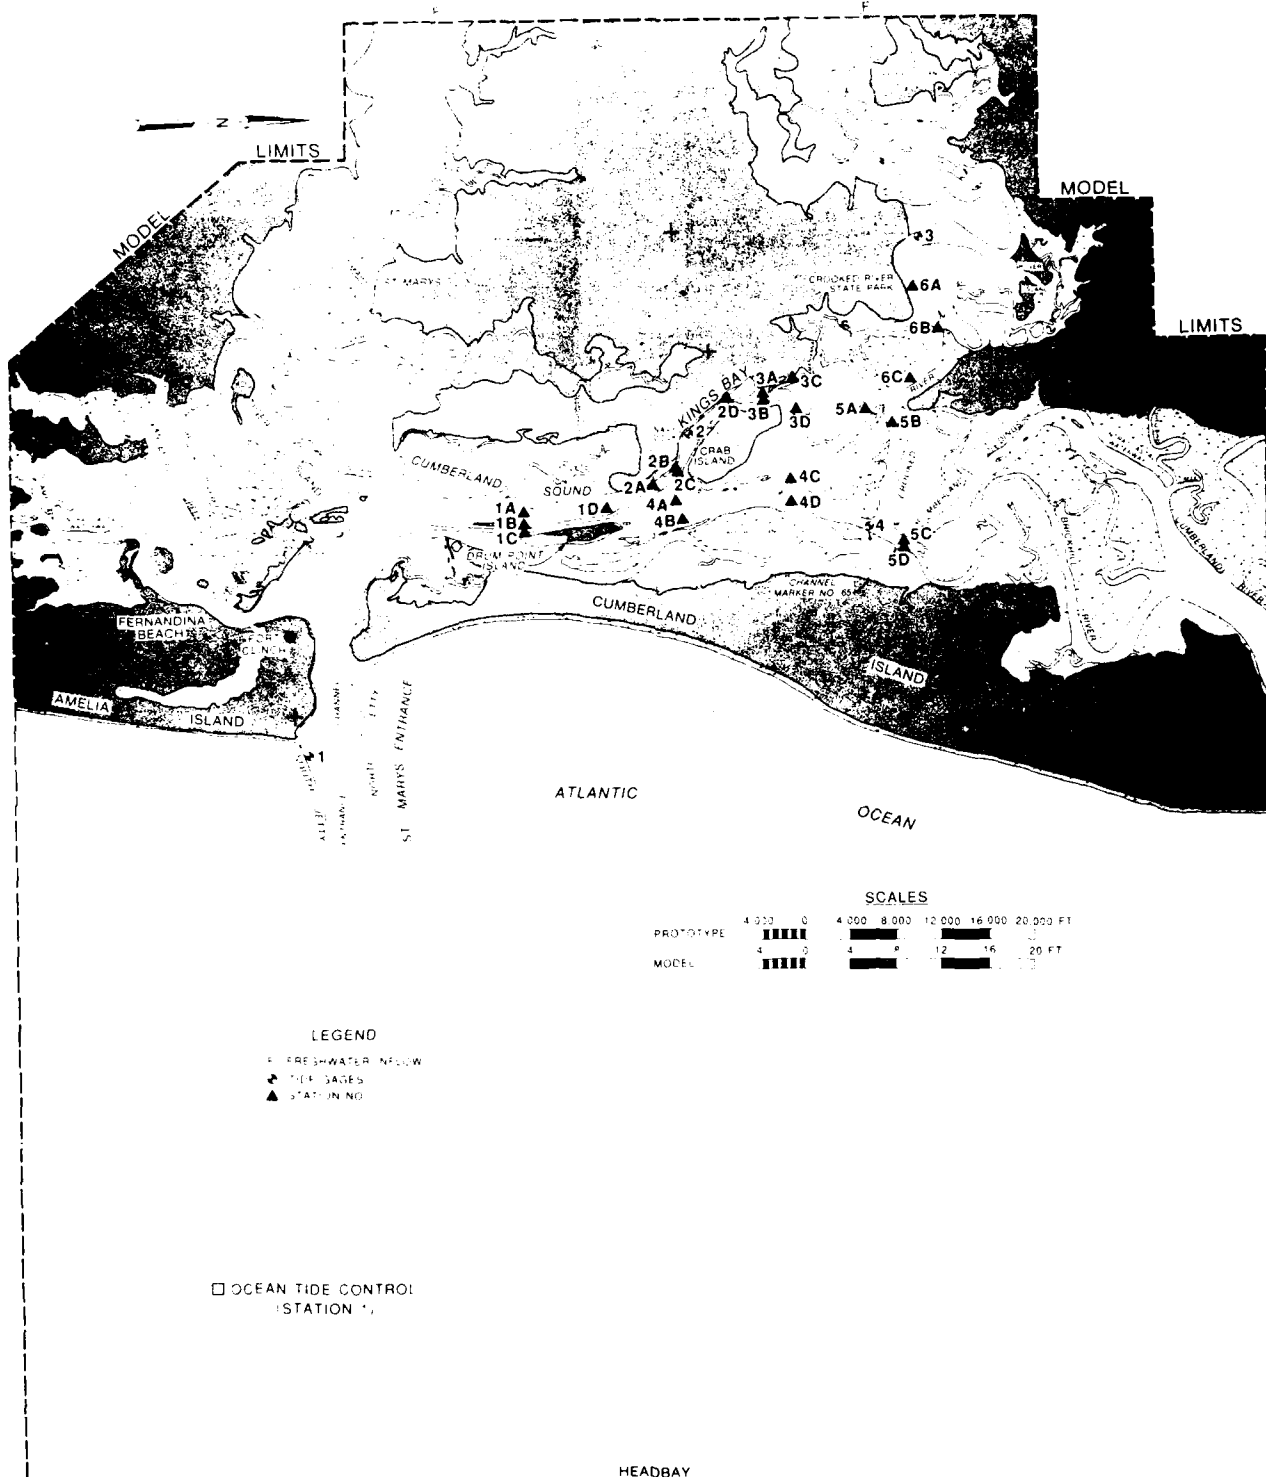 F
F
N
LIMITS
MODEL
MODEL
LIMITS
3
CROOKED RIVER
STATE PARK
6A
6B
ST MARYS
6C
RIVER
KINGS BAY
3A
3C
2D
3B
3D
5A
5B
2
CRAB
ISLAND
2B
2C
2A
4C
4D
4A
4B
CUMBERLAND
SOUND
1A
1B
1C
1D
DRUM POINT
ISLAND
4
5C
5D
BRICKHILL
RIVER
CUMBERLAND
RIVER
CHANNEL
MARKER NO. 65
CUMBERLAND
ISLAND
FERNANDINA
BEACH
FORT
CLINCH
AMELIA
ISLAND
1
ST MARYS ENTRANCE
ATLANTIC
OCEAN
SCALES
4 000 0 4 000 8 000 12 000 16 000 20 000 FT
PROTOTYPE
4 0 4 8 12 16 20 FT
MODEL
LEGEND
F FRESHWATER INFLOW
TIDE GAGES
STATION NO
OCEAN TIDE CONTROL
HEADBAY